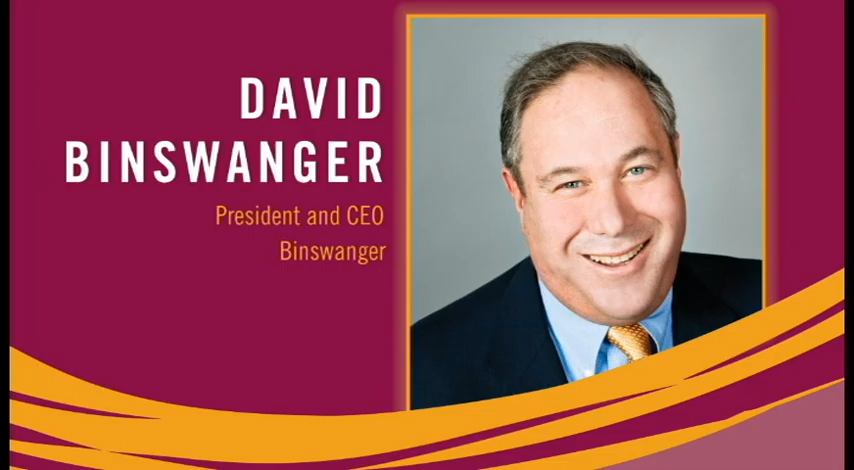 DAVID
BINSWANGER
President and CEO
Binswanger